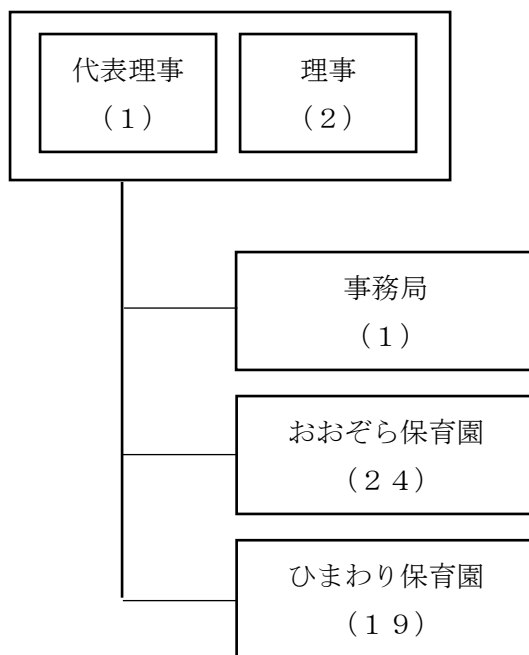 代表理事
（１）
理事
（２）
事務局
（１）
おおぞら保育園
（２４）
ひまわり保育園
（１９）